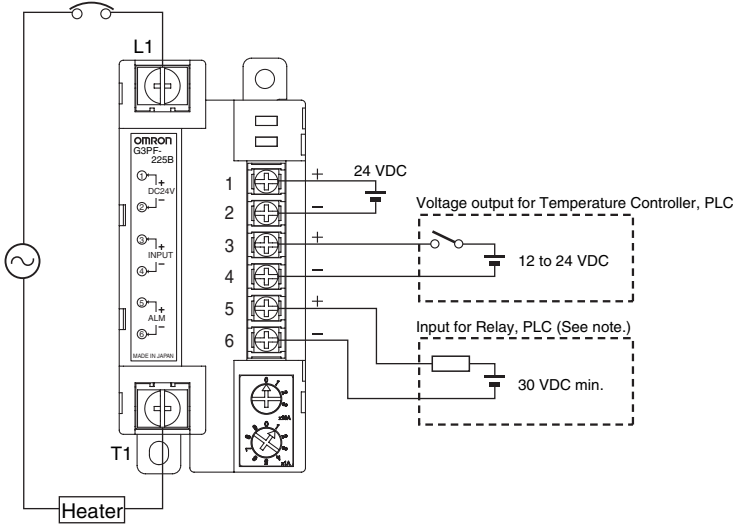 L1
OMRON
G3PF-
225B
1 +
DC24V
2 −
3 +
INPUT
4 −
5 +
ALM
6 −
MADE IN JAPAN
T1
Heater
1
2
3
4
5
6
+
−
+
−
+
−
24 VDC
Voltage output for Temperature Controller, PLC
12 to 24 VDC
Input for Relay, PLC (See note.)
30 VDC min.